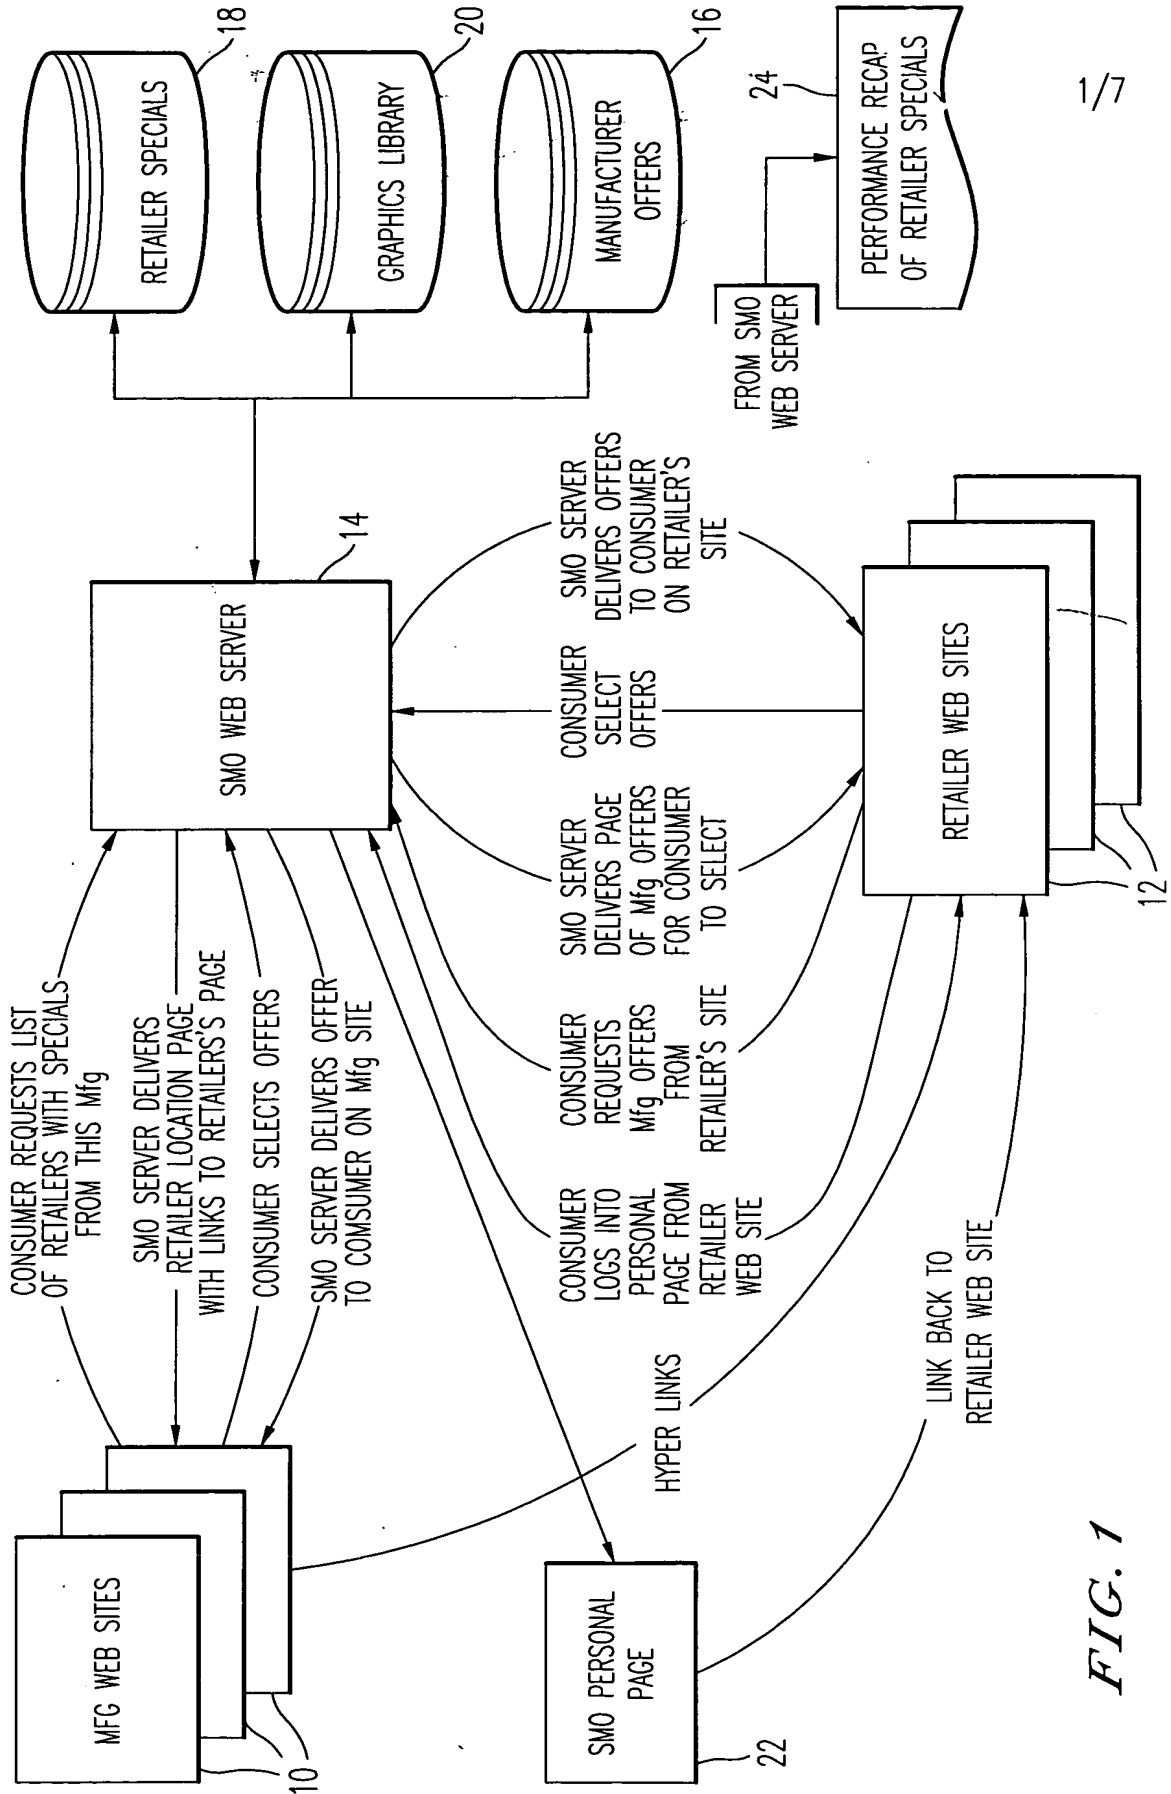 CONSUMER REQUESTS LIST
OF RETAILERS WITH SPECIALS
FROM THIS Mfg
SMO SERVER DELIVERS
RETAILER LOCATION PAGE
WITH LINKS TO RETAILERS'S PAGE
CONSUMER SELECTS OFFERS
SMO SERVER DELIVERS OFFER
TO COMSUMER ON Mfg SITE
MFG WEB SITES
10
SMO WEB SERVER
14
RETAILER SPECIALS
18
GRAPHICS LIBRARY
20
MANUFACTURER
OFFERS
16
CONSUMER
LOGS INTO
PERSONAL
PAGE FROM
RETAILER
WEB SITE
CONSUMER
REQUESTS
Mfg OFFERS
FROM
RETAILER'S SITE
SMO SERVER
DELIVERS PAGE
OF Mfg OFFERS
FOR CONSUMER
TO SELECT
CONSUMER
SELECT
OFFERS
SMO SERVER
DELIVERS OFFERS
TO CONSUMER
ON RETAILER'S
SITE
HYPER LINKS
SMO PERSONAL
PAGE
22
LINK BACK TO
RETAILER WEB SITE
RETAILER WEB SITES
12
FROM SMO
WEB SERVER
24
PERFORMANCE RECAP
OF RETAILER SPECIALS
FIG. 1
1/7